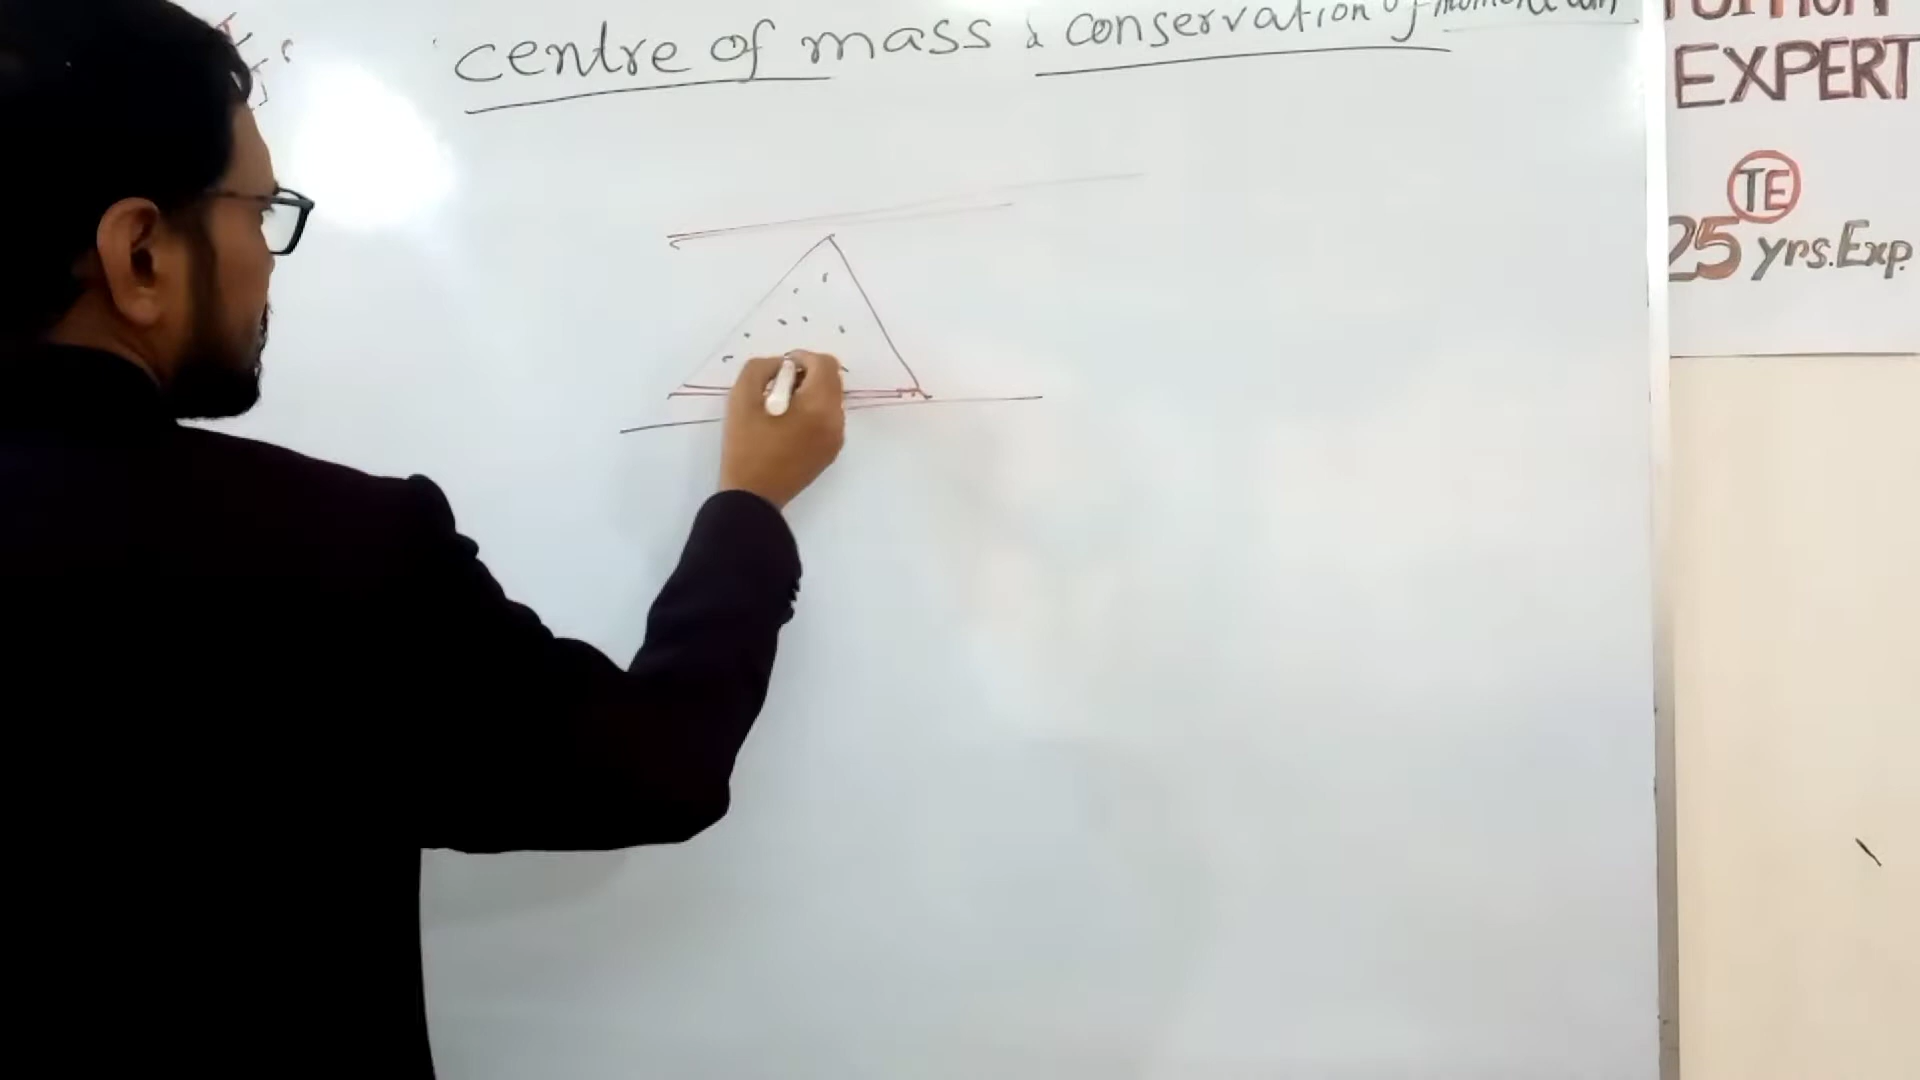 centre of mass & conservation of momentum
TUITION
EXPERT
TE
25 yrs. Exp.